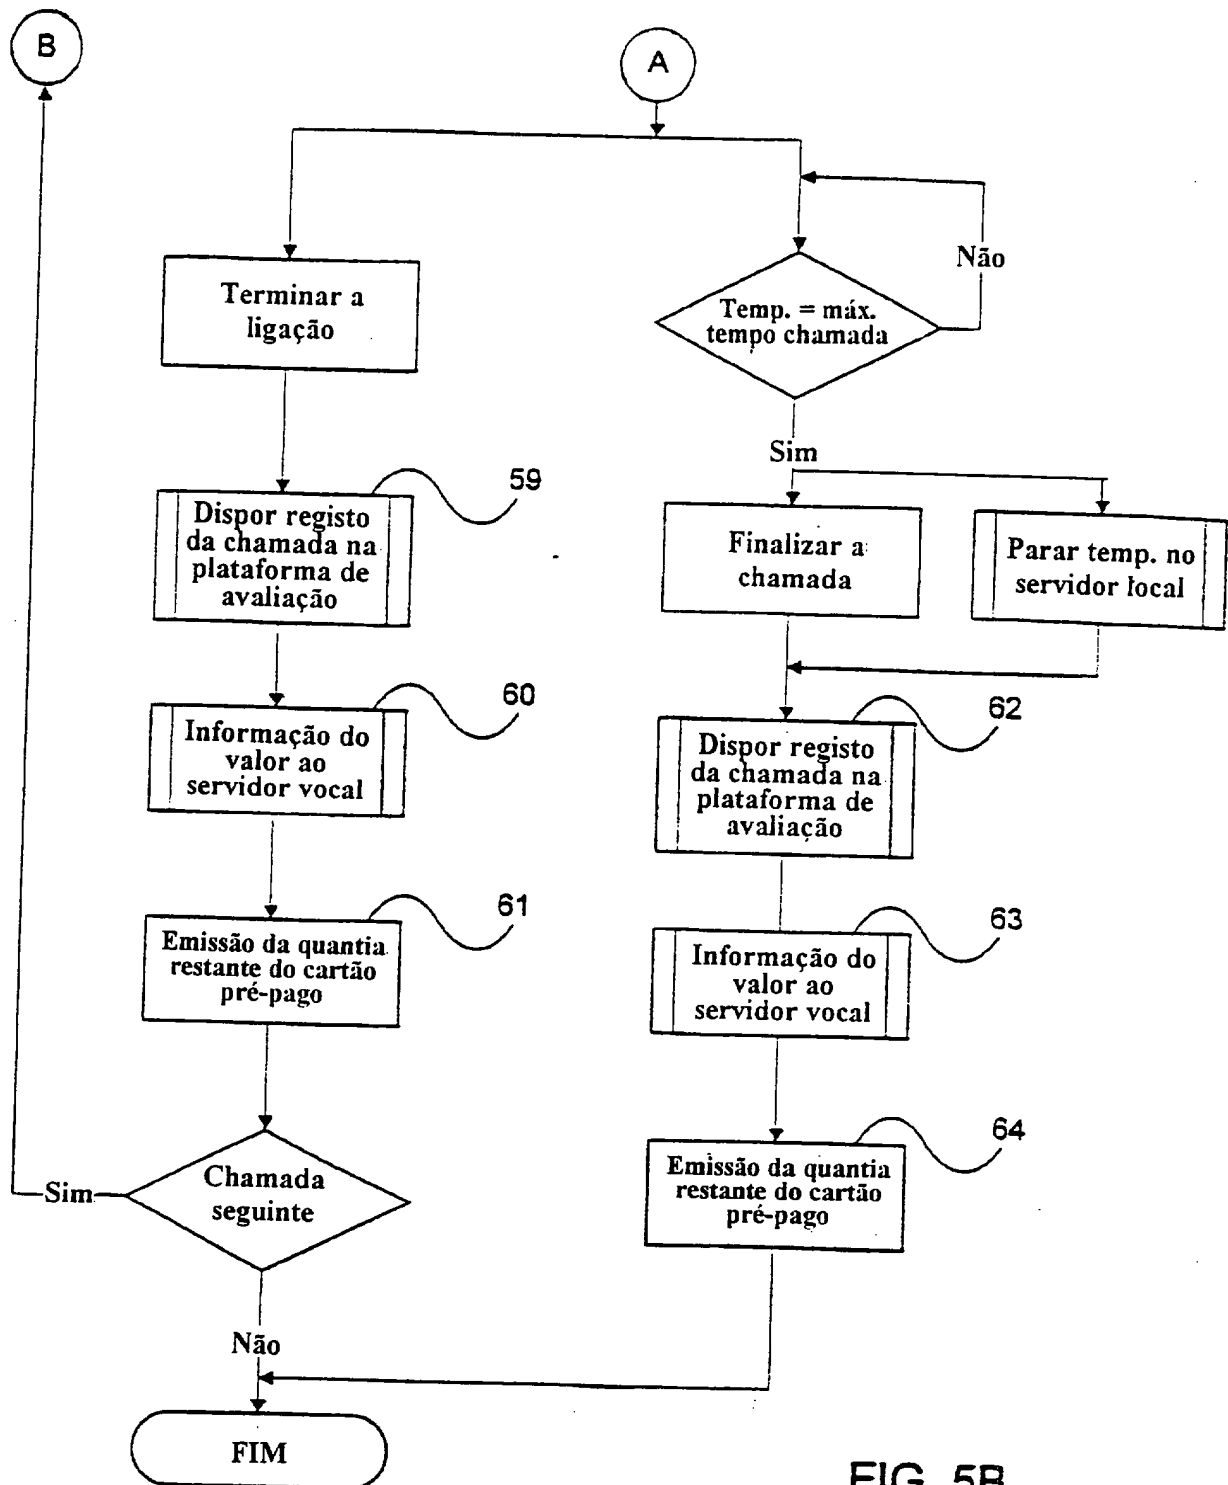 B
A
Não
Terminar a
ligação
Temp. = máx.
tempo chamada
Sim
59
Dispor registo
da chamada na
plataforma de
avaliação
Finalizar a
chamada
Parar temp. no
servidor local
60
Informação do
valor ao
servidor vocal
62
Dispor registo
da chamada na
plataforma de
avaliação
61
Emissão da quantia
restante do cartão
pré-pago
63
Informação do
valor ao
servidor vocal
64
Emissão da quantia
restante do cartão
pré-pago
Sim
Chamada
seguinte
Não
FIM
FIG. 5B